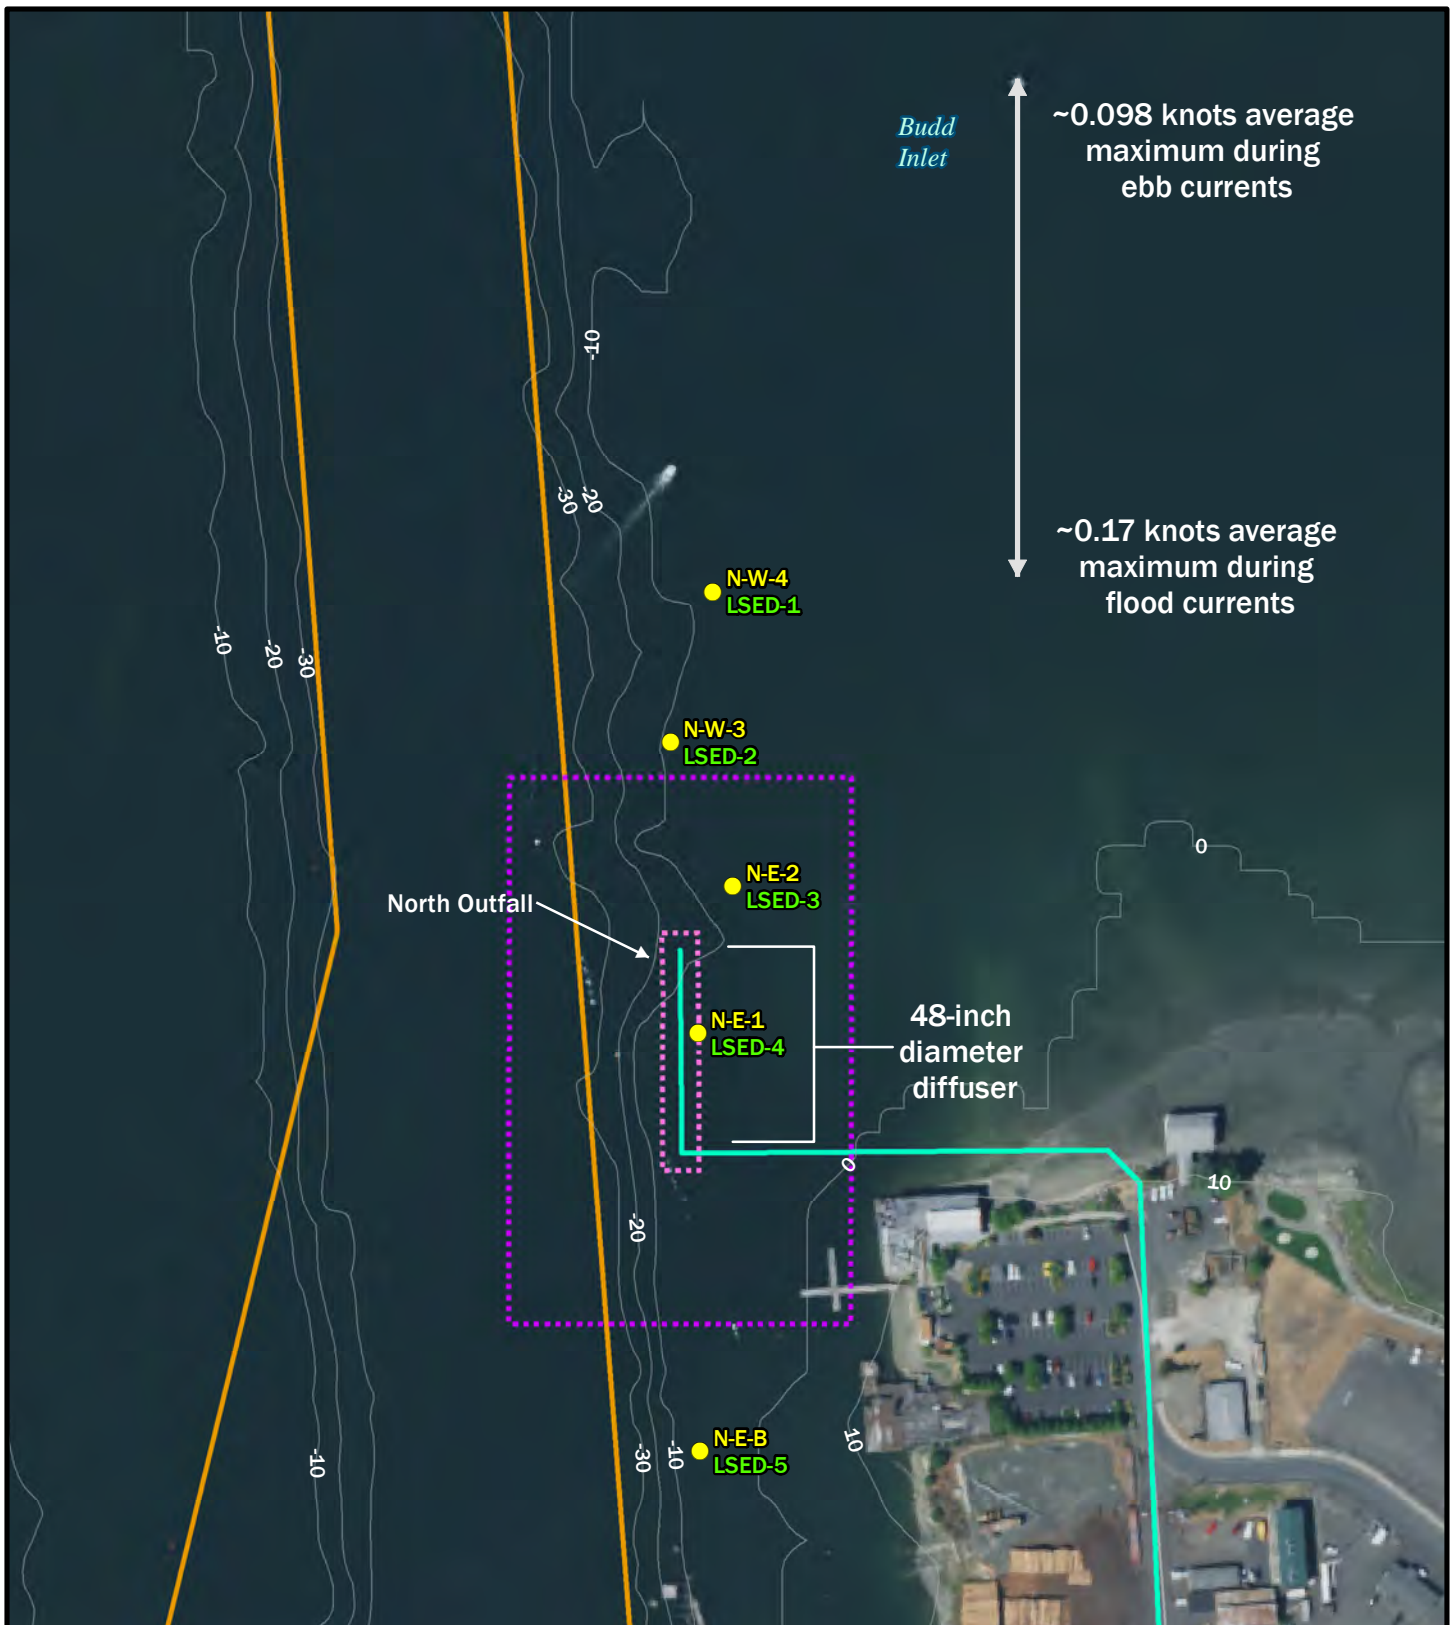 Budd
Inlet
~0.098 knots average
maximum during
ebb currents
-10
-30
-20
~0.17 knots average
maximum during
flood currents
N-W-4
LSED-1
-10
-20
-30
N-W-3
LSED-2
0
N-E-2
LSED-3
North Outfall
N-E-1
LSED-4
48-inch
diameter
diffuser
0
10
-20
N-E-B
LSED-5
-10
-30
-10
10